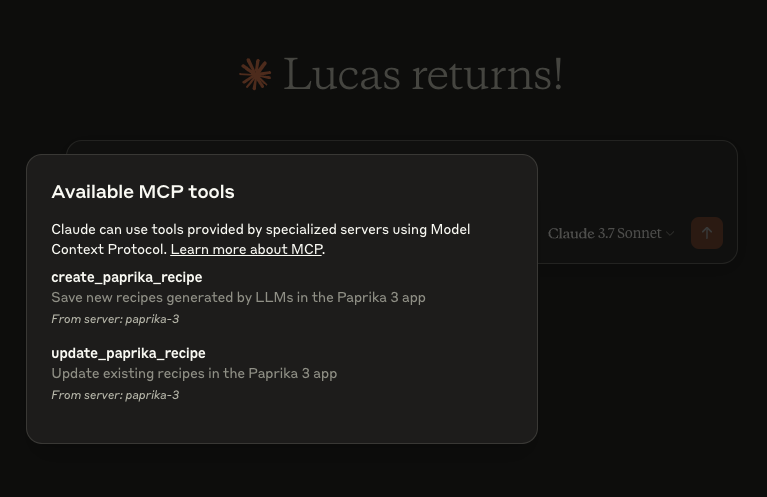 Lucas returns!
Available MCP tools
Claude can use tools provided by specialized servers using Model
Context Protocol. Learn more about MCP.
create_paprika_recipe
Save new recipes generated by LLMs in the Paprika 3 app
From server: paprika-3
update_paprika_recipe
Update existing recipes in the Paprika 3 app
From server: paprika-3
Claude 3.7 Sonnet